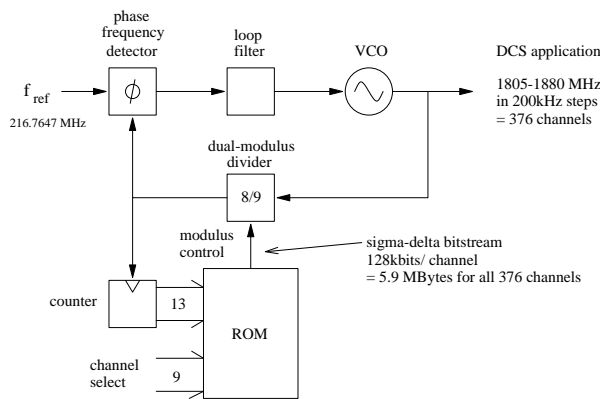 phase
frequency
detector
loop
filter
VCO
DCS application
f ref
ϕ
1805-1880 MHz
in 200kHz steps
= 376 channels
216.7647 MHz
dual-modulus
divider
8/9
modulus
control
sigma-delta bitstream
128kbits/ channel
= 5.9 MBytes for all 376 channels
counter
13
ROM
channel
select
9